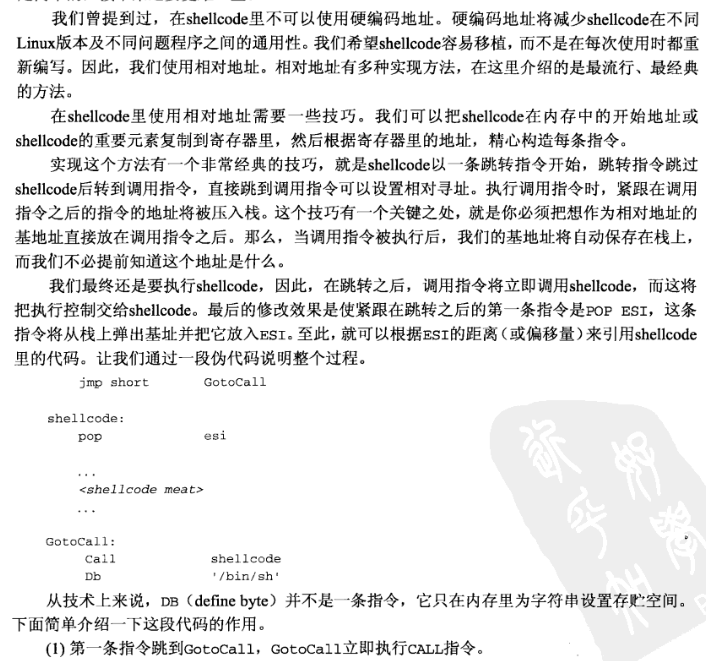 我们曾提到过，在shellcode里不可以使用硬编码地址。硬编码地址将减少shellcode在不同
Linux版本及不同问题程序之间的通用性。我们希望shellcode容易移植，而不是在每次使用时都重
新编写。因此，我们使用相对地址。相对地址有多种实现方法，在这里介绍的是最流行、最经典
的方法。
在shellcode里使用相对地址需要一些技巧。我们可以把shellcode在内存中的开始地址或
shellcode的重要元素复制到寄存器里，然后根据寄存器里的地址，精心构造每条指令。
实现这个方法有一个非常经典的技巧，就是shellcode以一条跳转指令开始，跳转指令跳过
shellcode后转到调用指令，直接跳到调用指令可以设置相对寻址。执行调用指令时，紧跟在调用
指令之后的指令的地址将被压入栈。这个技巧有一个关键之处，就是你必须把想作为相对地址的
基地址直接放在调用指令之后。那么，当调用指令被执行后，我们的基地址将自动保存在栈上，
而我们不必提前知道这个地址是什么。
我们最终还是要执行shellcode，因此，在跳转之后，调用指令将立即调用shellcode，而这将
把执行控制交给shellcode。最后的修改效果是使紧跟在跳转之后的第一条指令是POP ESI，这条
指令将从栈上弹出基址并把它放入ESI。至此，就可以根据ESI的距离（或偏移量）来引用shellcode
里的代码。让我们通过一段伪代码说明整个过程。
jmp short GotoCall
shellcode:
pop esi
...
<shellcode meat>
...
GotoCall:
Call shellcode
Db '/bin/sh'
从技术上来说，DB（define byte）并不是一条指令，它只在内存里为字符串设置存贮空间。
下面简单介绍一下这段代码的作用。
(1) 第一条指令跳到GotoCall，GotoCall立即执行CALL指令。